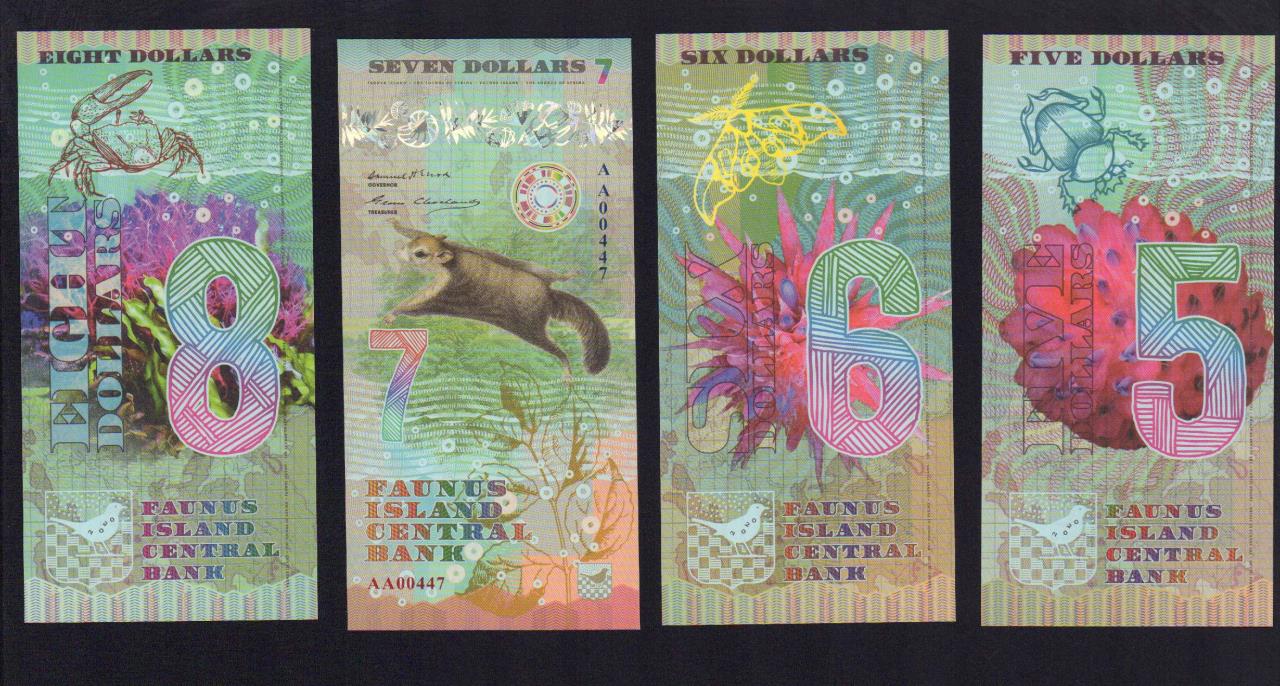 EIGHT DOLLARS
EIGHT
DOLLARS
8
FAUNUS
ISLAND
CENTRAL
BANK
SEVEN DOLLARS 7
GOVERNOR
TREASURER
AA00447
7
FAUNUS
ISLAND
CENTRAL
BANK
AA00447
SIX DOLLARS
SIX
DOLLARS
6
FAUNUS
ISLAND
CENTRAL
BANK
FIVE DOLLARS
FIVE
DOLLARS
5
FAUNUS
ISLAND
CENTRAL
BANK